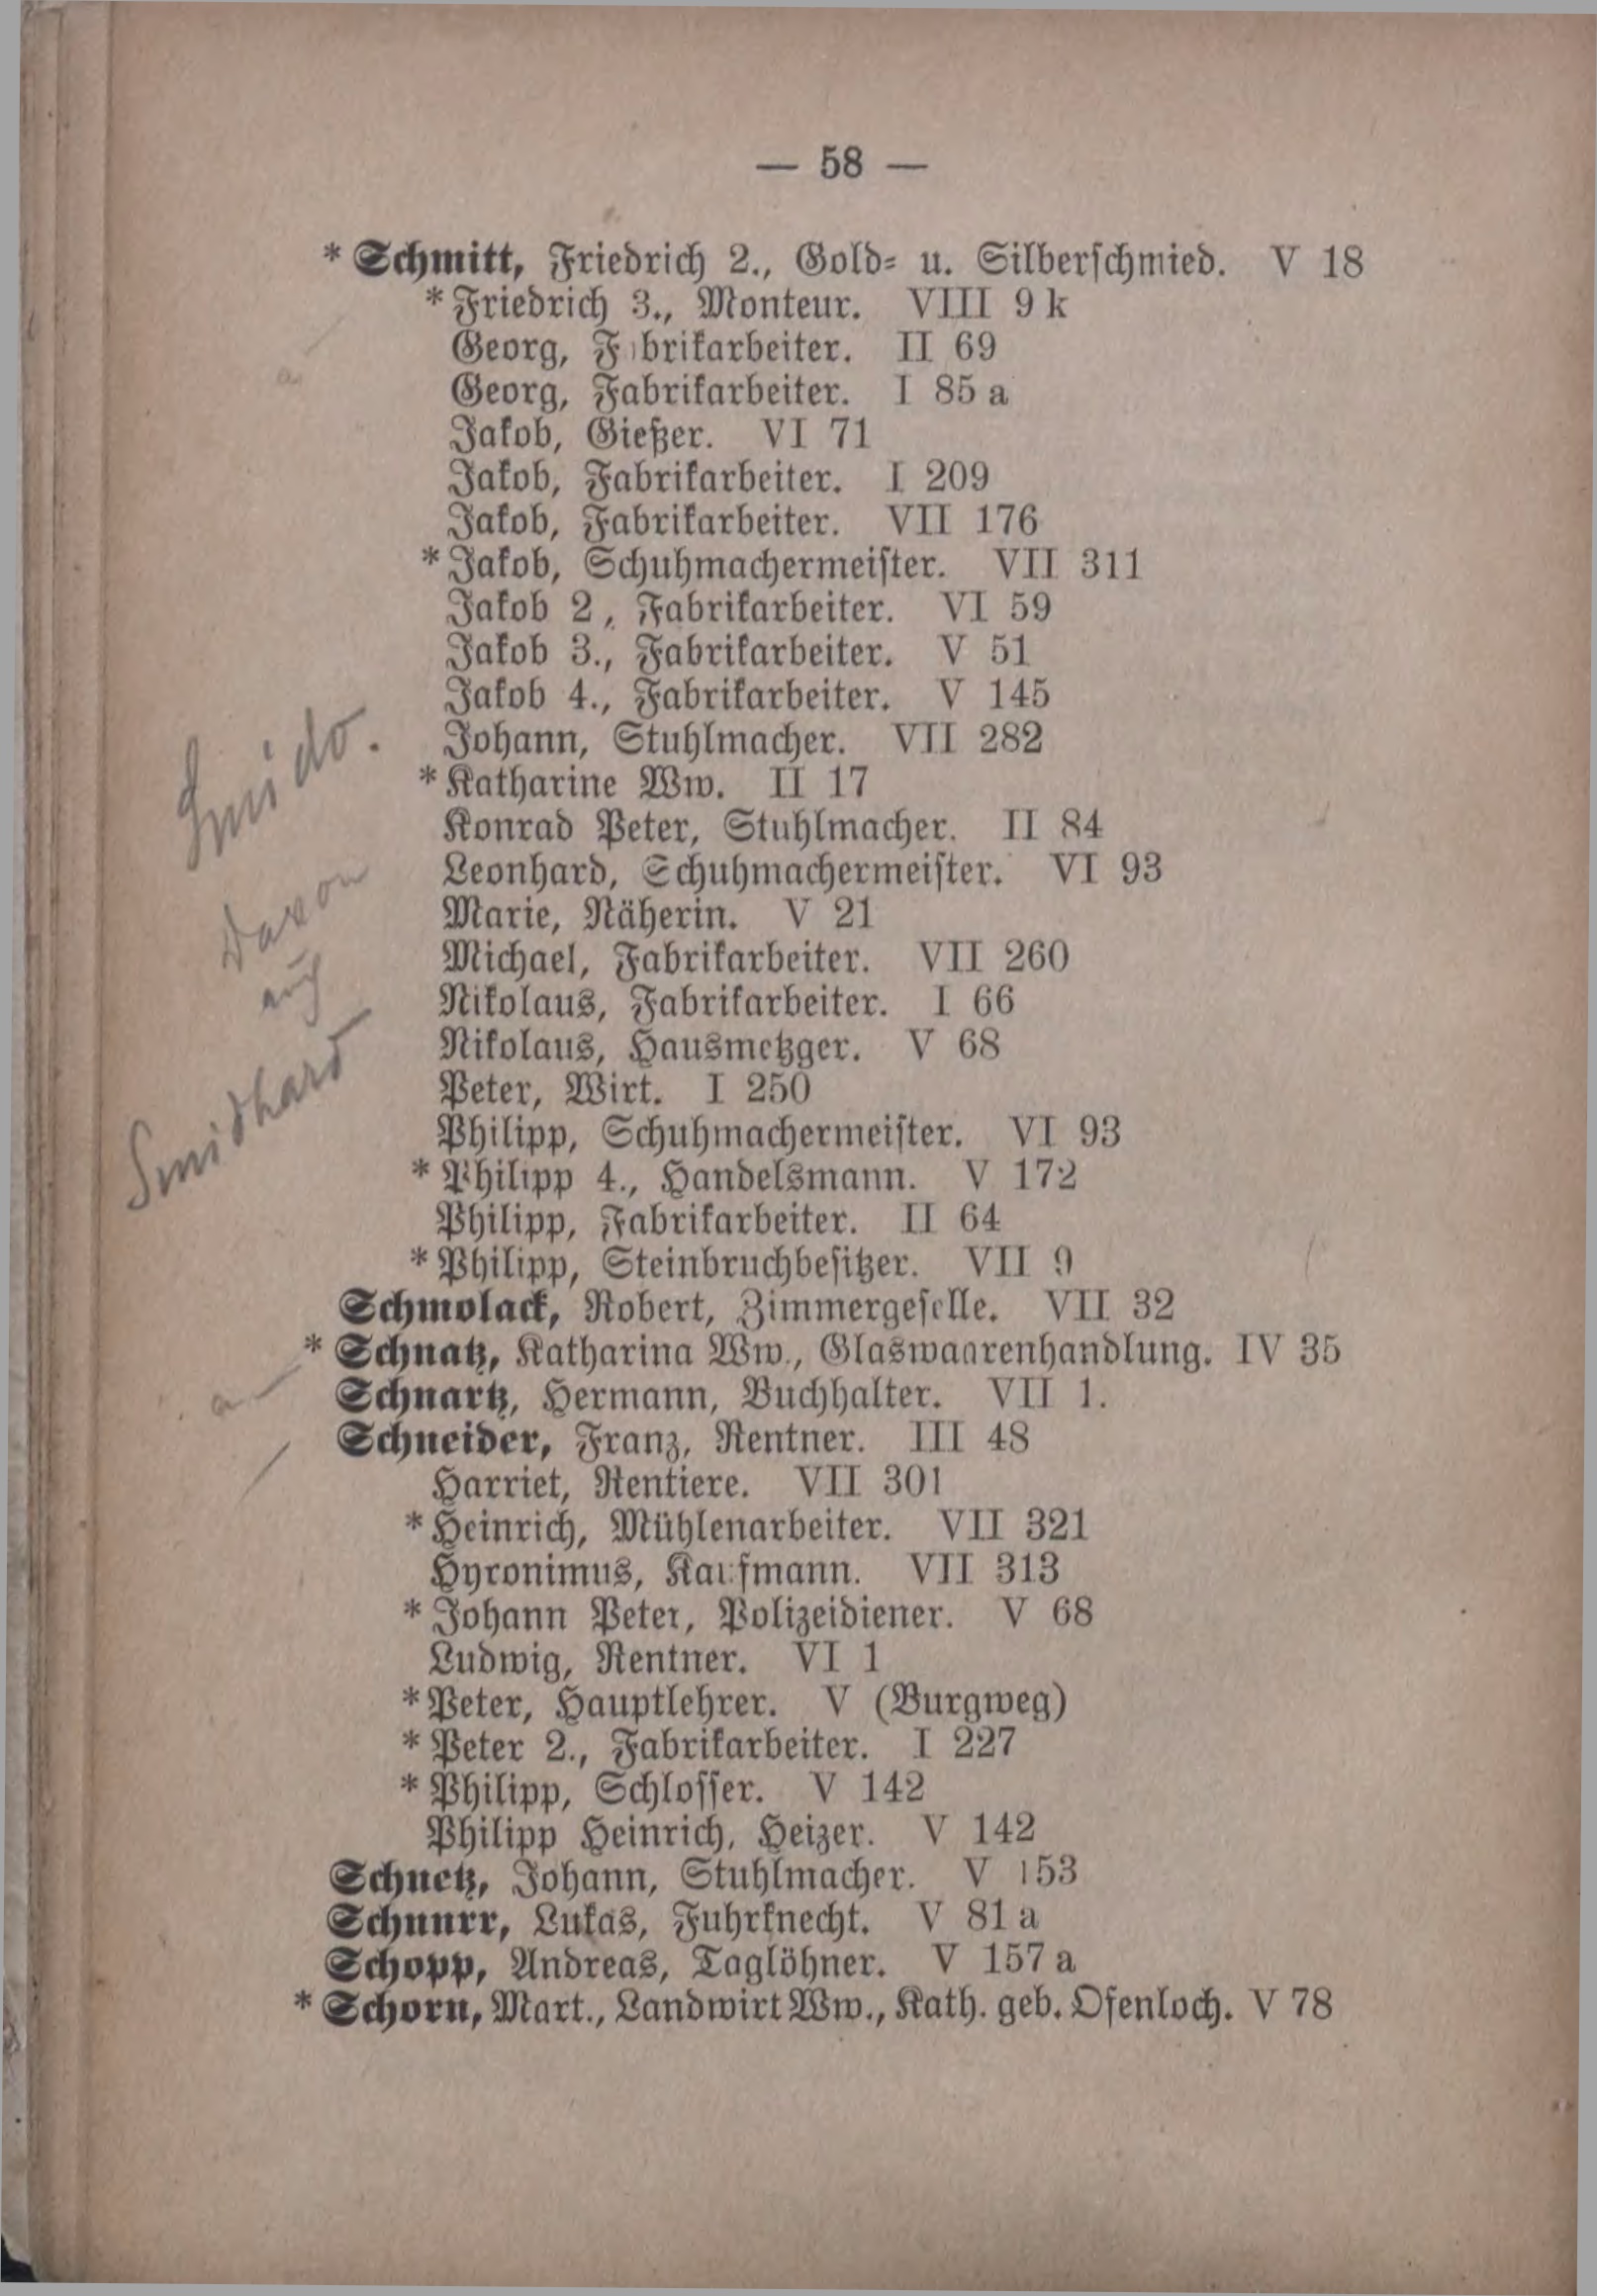 — 58 —
* Schmitt, Friedrich 2., Gold- u. Silberschmied. V 18
* Friedrich 3., Monteur. VIII 9 k
Georg, Fabrikarbeiter. II 69
Georg, Fabrikarbeiter. I 85 a
Jakob, Gießer. VI 71
Jakob, Fabrikarbeiter. I 209
Jakob, Fabrikarbeiter. VII 176
* Jakob, Schuhmachermeister. VII 311
Jakob 2, Fabrikarbeiter. VI 59
Jakob 3., Fabrikarbeiter. V 51
Jakob 4., Fabrikarbeiter. V 145
Johann, Stuhlmacher. VII 282
* Katharine Ww. II 17
Konrad Peter, Stuhlmacher. II 84
Leonhard, Schuhmachermeister. VI 93
Marie, Näherin. V 21
Michael, Fabrikarbeiter. VII 260
Nikolaus, Fabrikarbeiter. I 66
Nikolaus, Hausmetzger. V 68
Peter, Wirt. I 250
Philipp, Schuhmachermeister. VI 93
* Philipp 4., Handelsmann. V 172
Philipp, Fabrikarbeiter. II 64
* Philipp, Steinbruchbesitzer. VII 9
Schmolack, Robert, Zimmergeselle. VII 32
* Schnatz, Katharina Ww., Glaswaarenhandlung. IV 35
Schnartz, Hermann, Buchhalter. VII 1.
Schneider, Franz, Rentner. III 48
Harriet, Rentiere. VII 301
* Heinrich, Mühlenarbeiter. VII 321
Hyronimus, Kaufmann. VII 313
* Johann Peter, Polizeidiener. V 68
Ludwig, Rentner. VI 1
* Peter, Hauptlehrer. V (Burgweg)
* Peter 2., Fabrikarbeiter. I 227
* Philipp, Schlosser. V 142
Philipp Heinrich, Heizer. V 142
Schnetz, Johann, Stuhlmacher. V 153
Schnurr, Lukas, Fuhrknecht. V 81 a
Schopp, Andreas, Taglöhner. V 157 a
* Schorn, Mart., Landwirt Ww., Kath. geb. Ofenloch. V 78
Smido.
Davon
Smidhard